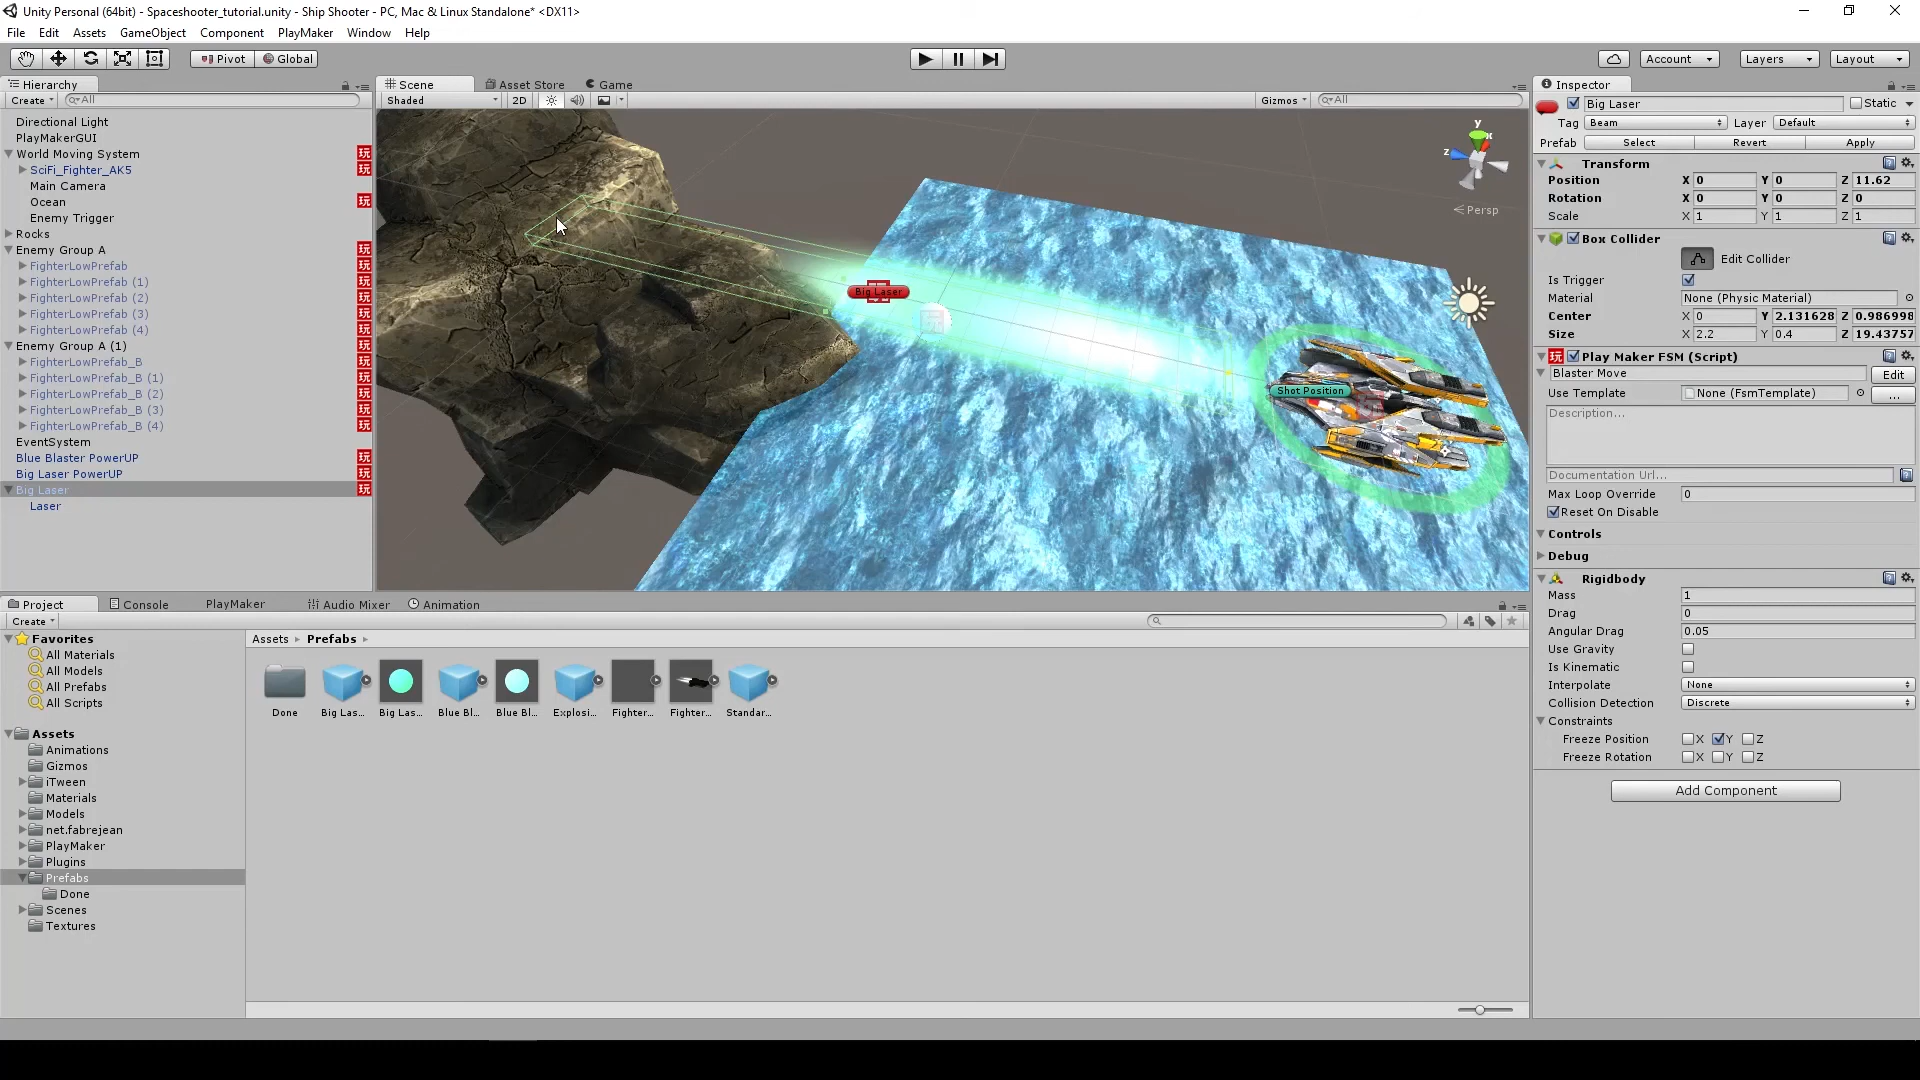 Unity Personal (64bit) - Spaceshooter_tutorial.unity - Ship Shooter - PC, Mac & Linux Standalone* <DX11>
File Edit Assets GameObject Component PlayMaker Window Help
Pivot Global Account Layers Layout
Hierarchy
Create All
Directional Light
PlayMakerGUI
World Moving System
SciFi_Fighter_AK5
Main Camera
Ocean
Enemy Trigger
Rocks
Enemy Group A
FighterLowPrefab
FighterLowPrefab (1)
FighterLowPrefab (2)
FighterLowPrefab (3)
FighterLowPrefab (4)
Enemy Group A (1)
FighterLowPrefab_B
FighterLowPrefab_B (1)
FighterLowPrefab_B (2)
FighterLowPrefab_B (3)
FighterLowPrefab_B (4)
EventSystem
Blue Blaster PowerUP
Big Laser PowerUP
Big Laser
Laser
Scene Asset Store Game
Shaded 2D Gizmos All
y
x
z
Persp
Big Laser
Shot Position
Inspector
Big Laser Static
Tag Beam Layer Default
Prefab Select Revert Apply
Transform
Position X 0 Y 0 Z 11.62
Rotation X 0 Y 0 Z 0
Scale X 1 Y 1 Z 1
Box Collider
Edit Collider
Is Trigger
Material None (Physic Material)
Center X 0 Y 2.131628 Z 0.986998
Size X 2.2 Y 0.4 Z 19.43757
玩 Play Maker FSM (Script)
Blaster Move Edit
Use Template None (FsmTemplate) ...
Description...
Documentation Url...
Max Loop Override 0
Reset On Disable
Controls
Debug
Rigidbody
Mass 1
Drag 0
Angular Drag 0.05
Use Gravity
Is Kinematic
Interpolate None
Collision Detection Discrete
Constraints
Freeze Position X Y Z
Freeze Rotation X Y Z
Add Component
Project Console PlayMaker Audio Mixer Animation
Create
Favorites
All Materials
All Models
All Prefabs
All Scripts
Assets
Animations
Gizmos
iTween
Materials
Models
net.fabrejean
PlayMaker
Plugins
Prefabs
Done
Scenes
Textures
Assets Prefabs
Done Big Las... Big Las... Blue Bl... Blue Bl... Explosi... Fighter... Fighter... Standar...